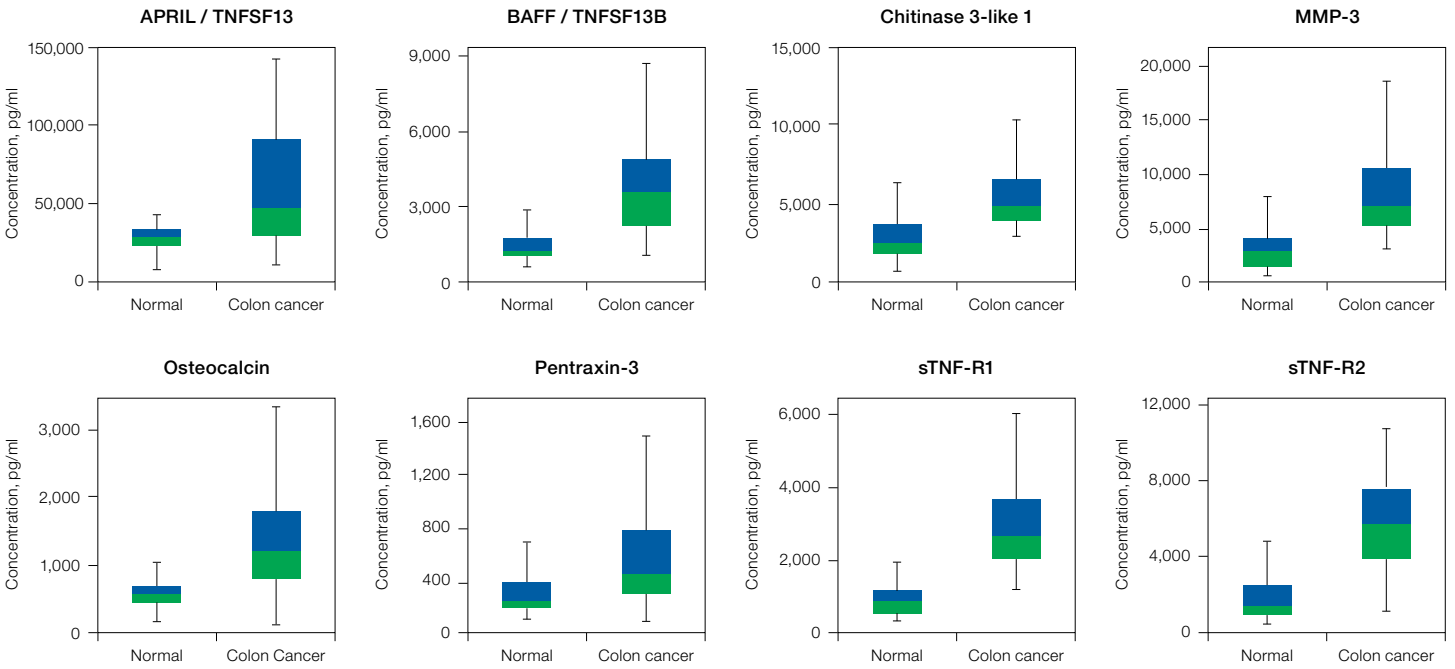 APRIL / TNFSF13
Concentration, pg/ml
150,000
100,000
50,000
0
Normal
Colon cancer
BAFF / TNFSF13B
Concentration, pg/ml
9,000
6,000
3,000
0
Normal
Colon cancer
Chitinase 3-like 1
Concentration, pg/ml
15,000
10,000
5,000
0
Normal
Colon cancer
MMP-3
Concentration, pg/ml
20,000
15,000
10,000
5,000
0
Normal
Colon cancer
Osteocalcin
Concentration, pg/ml
3,000
2,000
1,000
0
Normal
Colon Cancer
Pentraxin-3
Concentration, pg/ml
1,600
1,200
800
400
0
Normal
Colon cancer
sTNF-R1
Concentration, pg/ml
6,000
4,000
2,000
0
Normal
Colon cancer
sTNF-R2
Concentration, pg/ml
12,000
8,000
4,000
0
Normal
Colon cancer